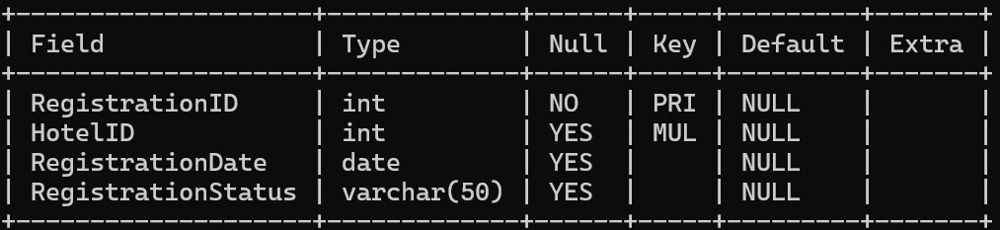 +--------------------+-------------+------+-----+---------+-------+
| Field              | Type        | Null | Key | Default | Extra |
+--------------------+-------------+------+-----+---------+-------+
| RegistrationID     | int         | NO   | PRI | NULL    |       |
| HotelID            | int         | YES  | MUL | NULL    |       |
| RegistrationDate   | date        | YES  |     | NULL    |       |
| RegistrationStatus | varchar(50) | YES  |     | NULL    |       |
+--------------------+-------------+------+-----+---------+-------+